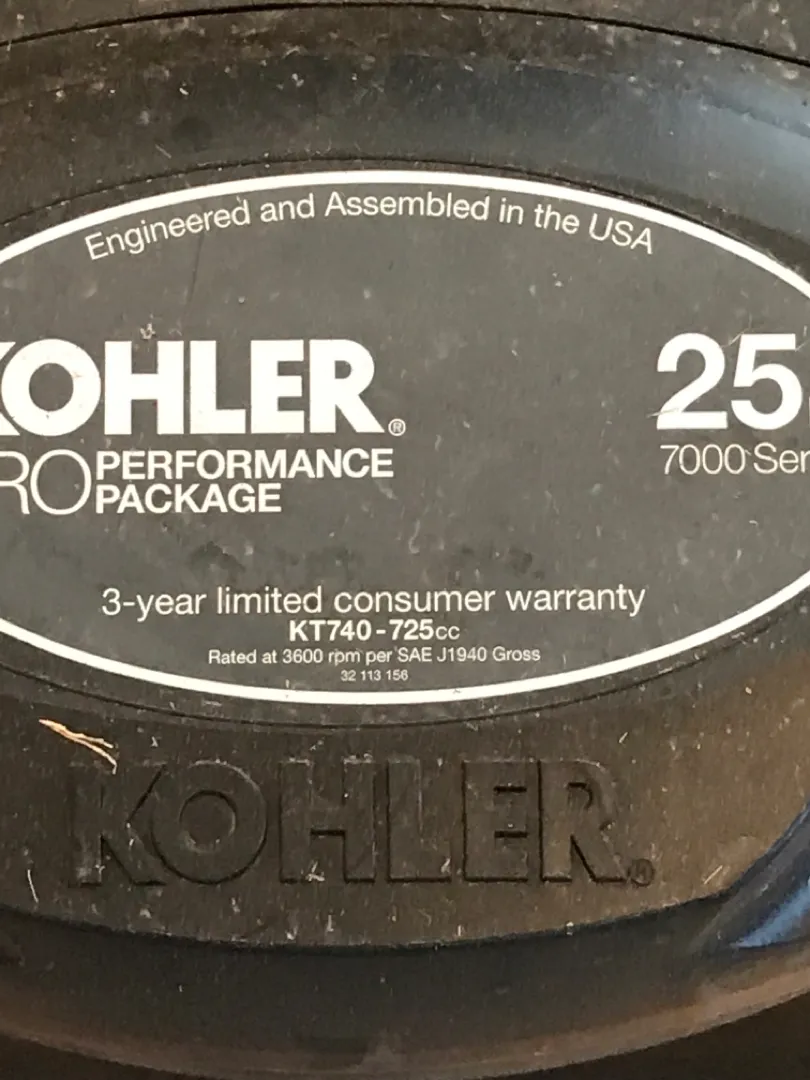 Engineered and Assembled in the USA
KOHLER®
25
RO PERFORMANCE
PACKAGE
7000 Ser
3-year limited consumer warranty
KT740-725cc
Rated at 3600 rpm per SAE J1940 Gross
32 113 156
KOHLER®